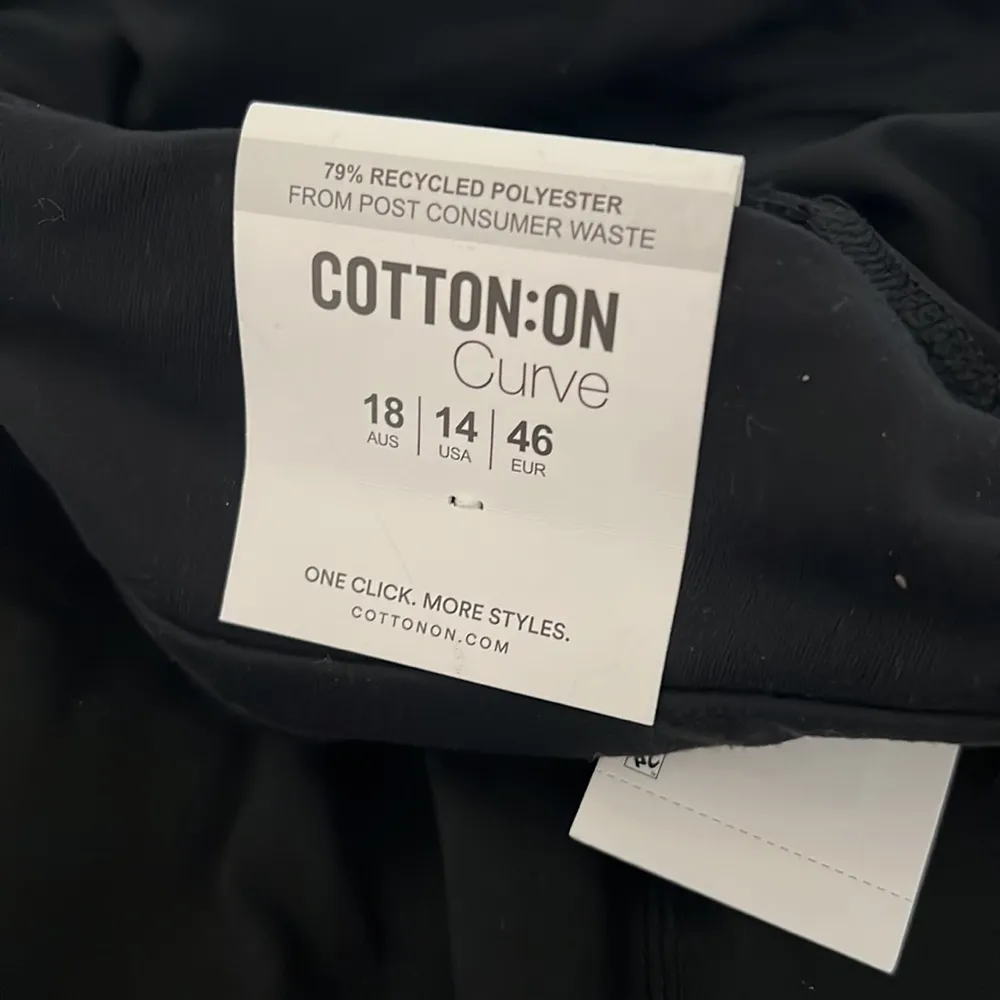 79% RECYCLED POLYESTER
FROM POST CONSUMER WASTE
COTTON:ON
Curve
18 14 46
AUS USA EUR
ONE CLICK. MORE STYLES.
COTTONON.COM